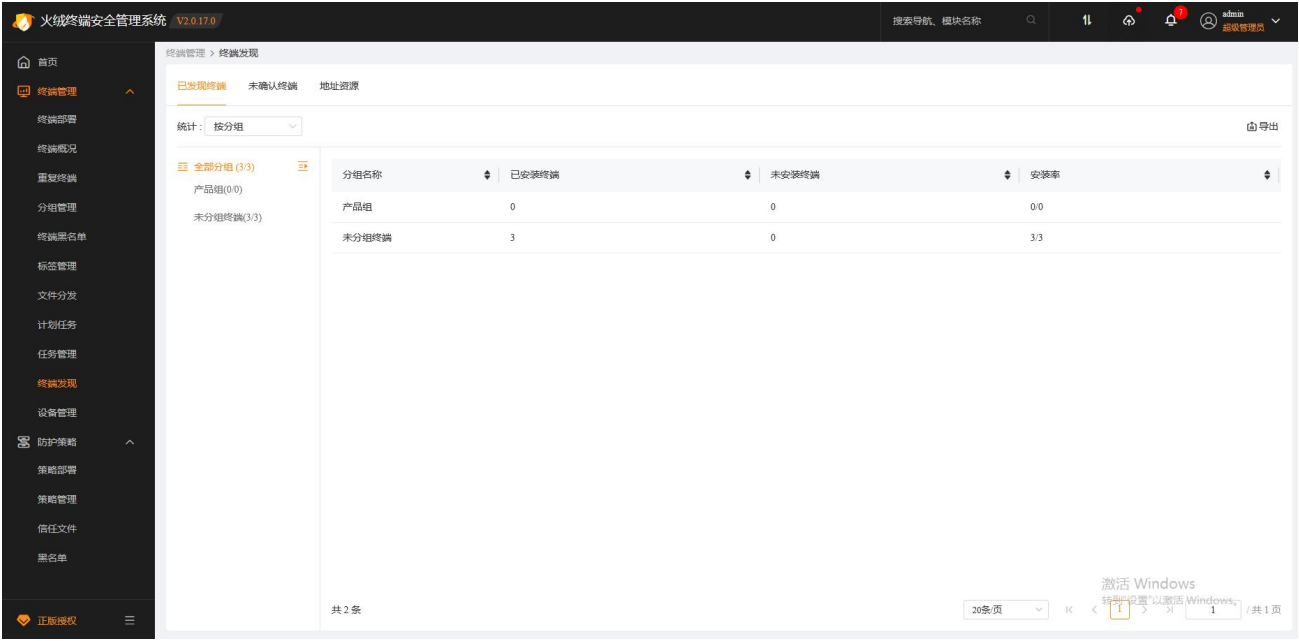 火绒终端安全管理系统 V2.0.17.0
搜索导航、模块名称
7
admin
超级管理员
首页
终端管理
终端部署
终端概况
重复终端
分组管理
终端黑名单
标签管理
文件分发
计划任务
任务管理
终端发现
设备管理
防护策略
策略部署
策略管理
信任文件
黑名单
正版授权
终端管理 > 终端发现
已发现终端 未确认终端 地址资源
统计： 按分组
导出
全部分组 (3/3)
产品组(0/0)
未分组终端(3/3)
分组名称 已安装终端 未安装终端 安装率
产品组 0 0 0/0
未分组终端 3 0 3/3
激活 Windows
转到"设置"以激活 Windows。
共 2 条
20条/页 1 1 / 共 1 页